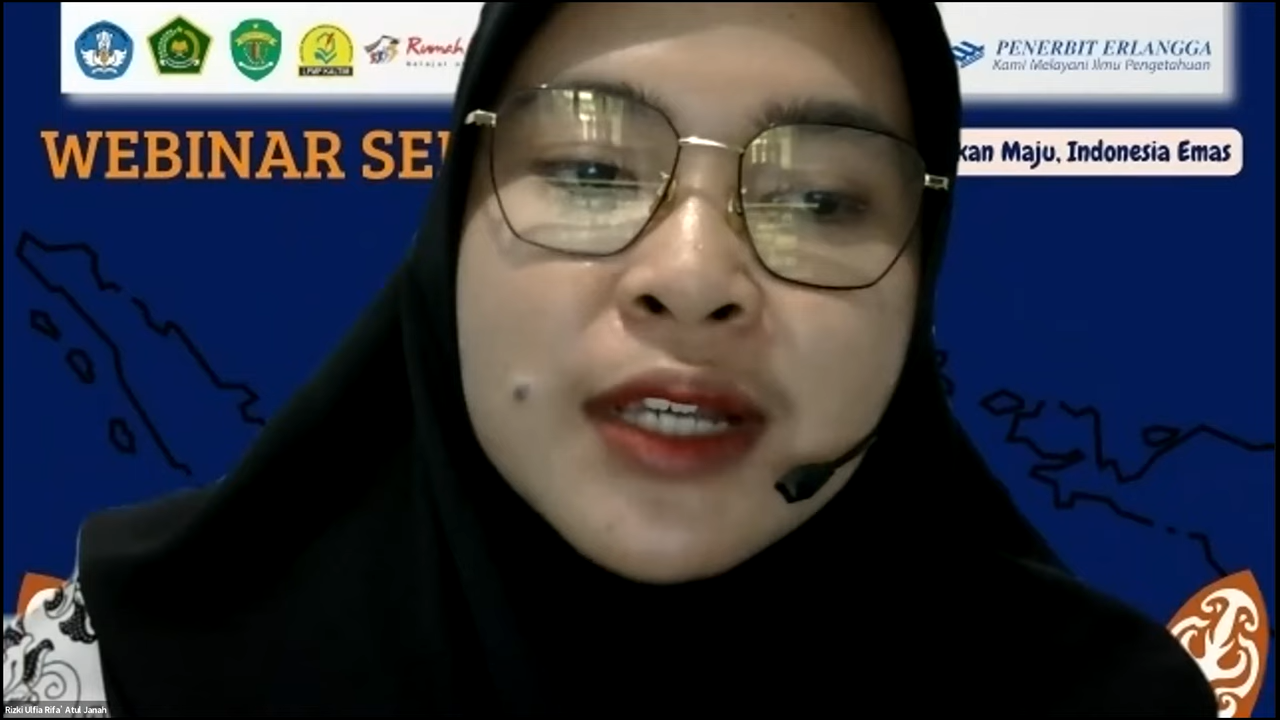 LPMP KALTIM
Rumah
Belajar
PENERBIT ERLANGGA
Kami Melayani Ilmu Pengetahuan
WEBINAR SE
kan Maju, Indonesia Emas
Rizki Ulfia Rifa' Atul Janah